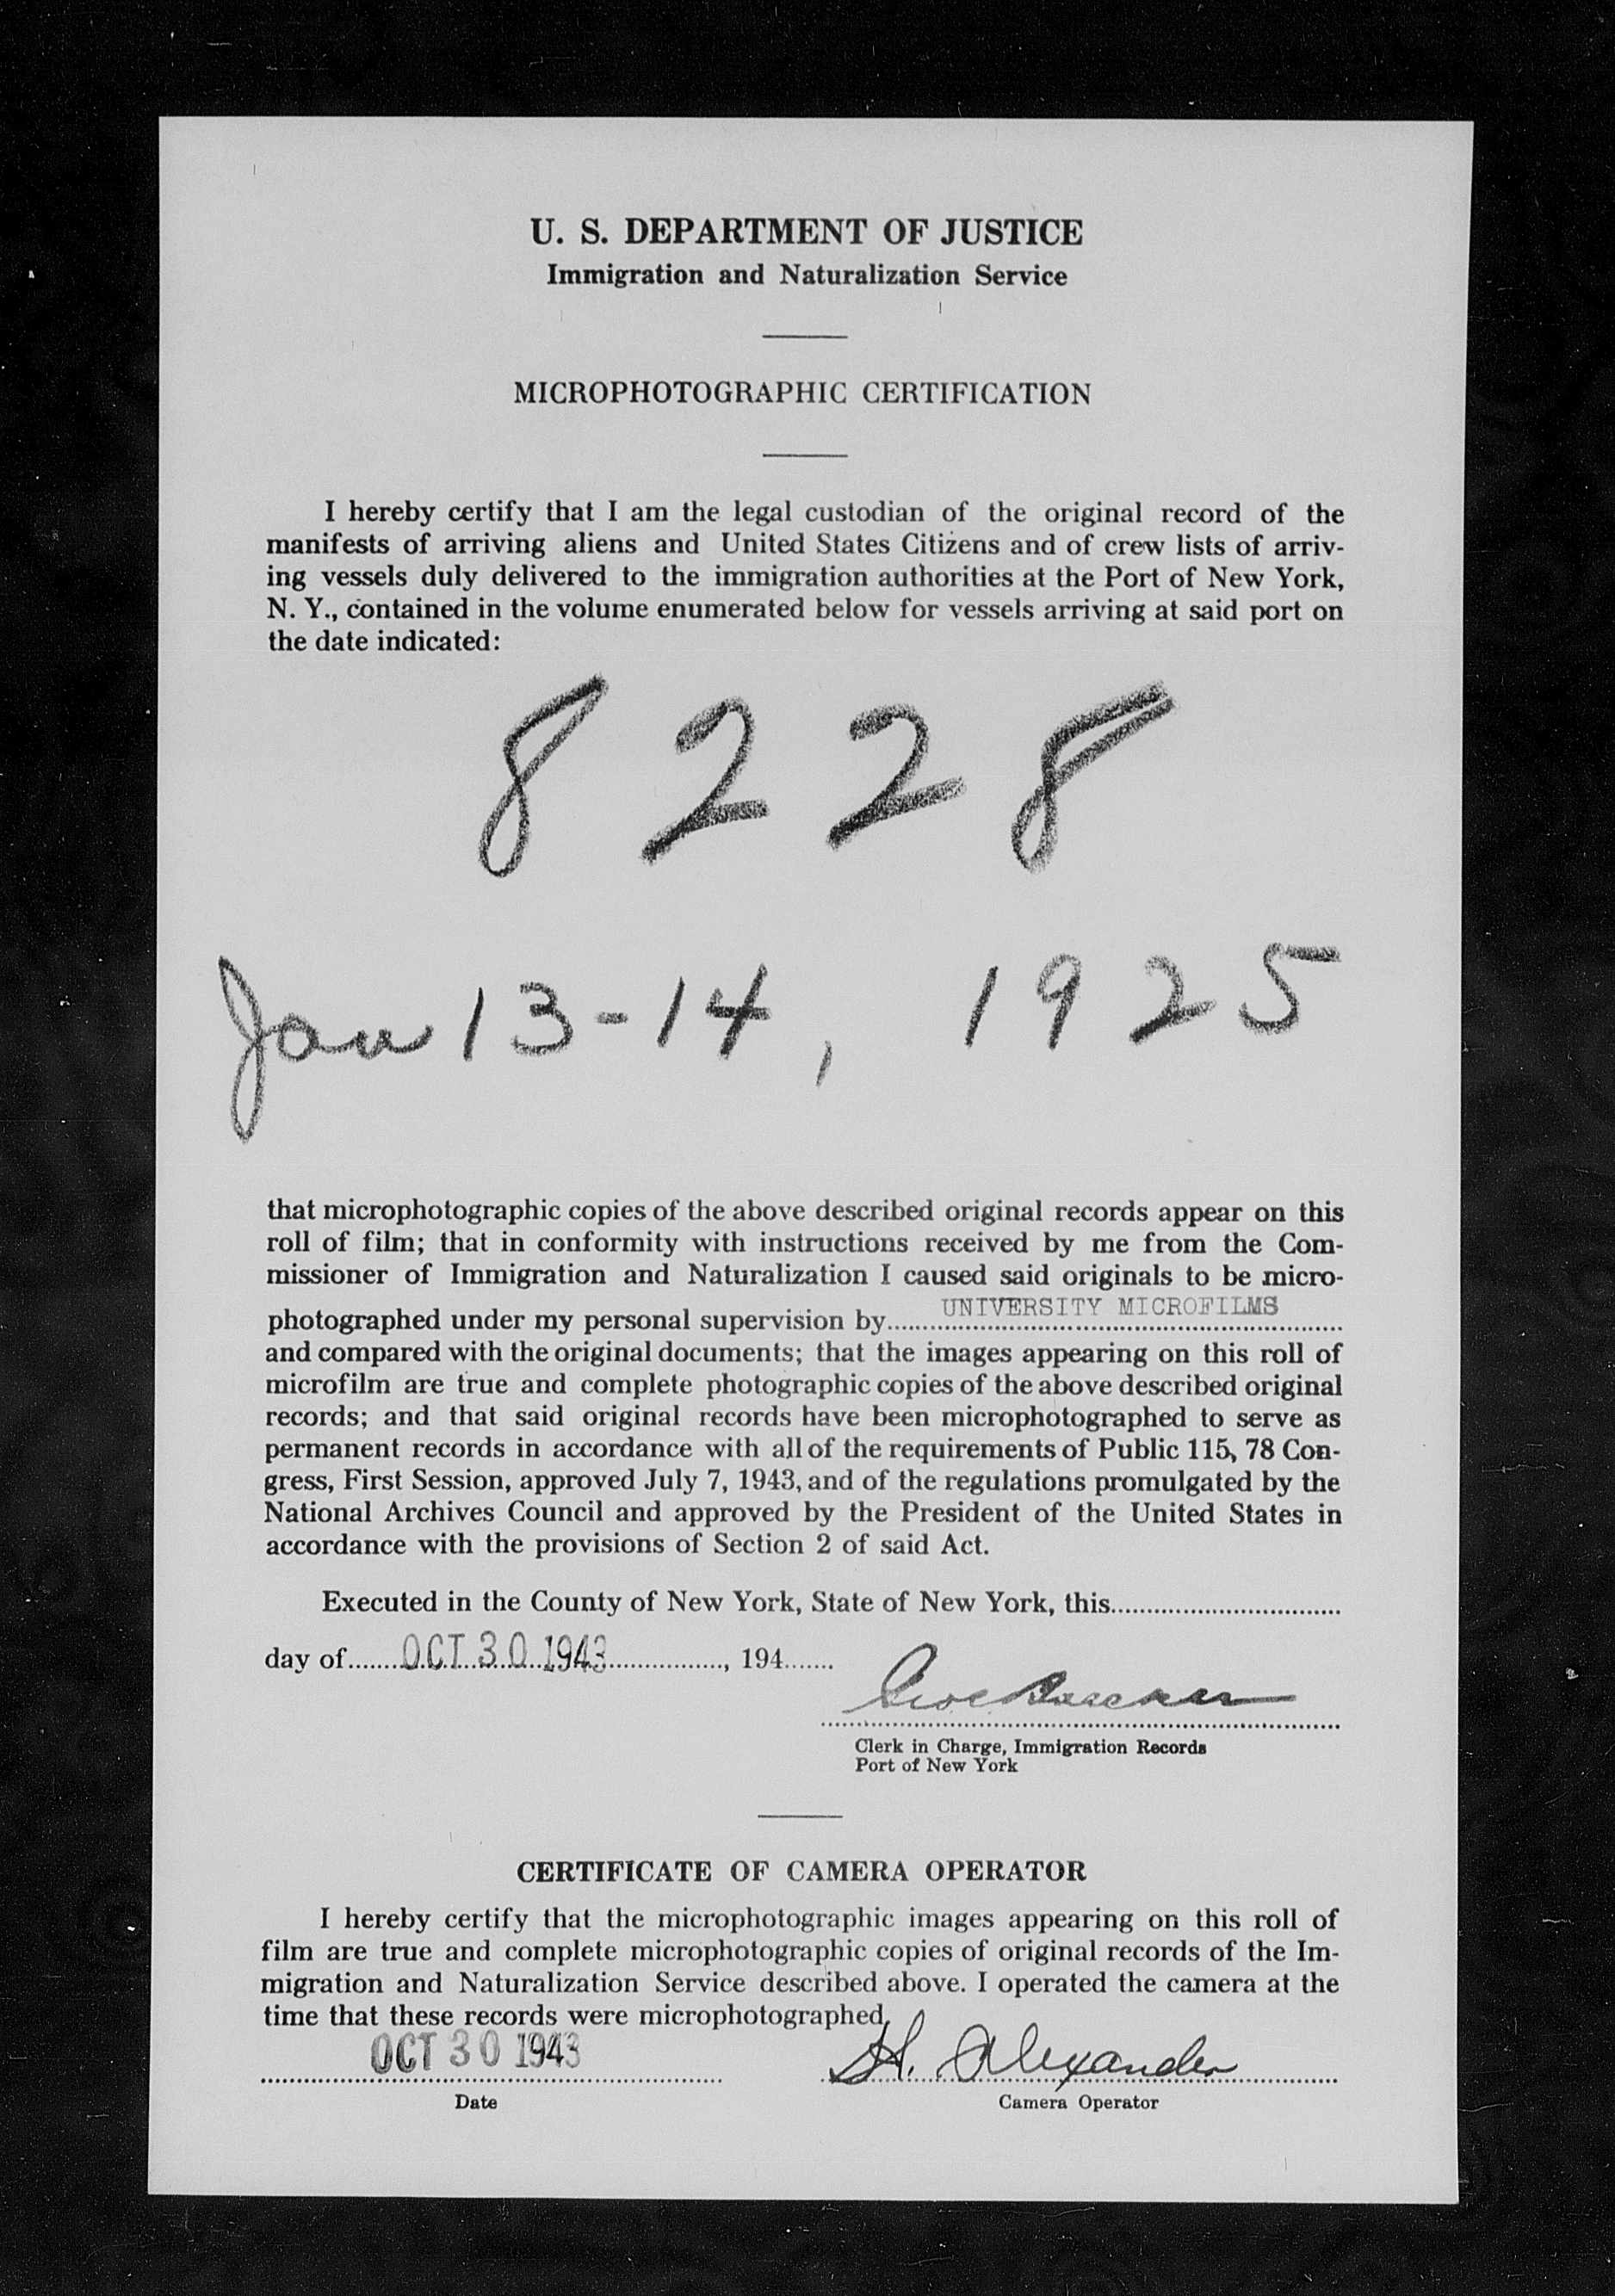 U. S. DEPARTMENT OF JUSTICE
Immigration and Naturalization Service
MICROPHOTOGRAPHIC CERTIFICATION
I hereby certify that I am the legal custodian of the original record of the
manifests of arriving aliens and United States Citizens and of crew lists of arriv-
ing vessels duly delivered to the immigration authorities at the Port of New York,
N. Y., contained in the volume enumerated below for vessels arriving at said port on
the date indicated:
8 2 2 8
Jan 13-14, 1925
that microphotographic copies of the above described original records appear on this
roll of film; that in conformity with instructions received by me from the Com-
missioner of Immigration and Naturalization I caused said originals to be micro-
photographed under my personal supervision by UNIVERSITY MICROFILMS
and compared with the original documents; that the images appearing on this roll of
microfilm are true and complete photographic copies of the above described original
records; and that said original records have been microphotographed to serve as
permanent records in accordance with all of the requirements of Public 115, 78 Con-
gress, First Session, approved July 7, 1943, and of the regulations promulgated by the
National Archives Council and approved by the President of the United States in
accordance with the provisions of Section 2 of said Act.
Executed in the County of New York, State of New York, this
day of OCT 30 1943, 194
Clerk in Charge, Immigration Records
Port of New York
CERTIFICATE OF CAMERA OPERATOR
I hereby certify that the microphotographic images appearing on this roll of
film are true and complete microphotographic copies of original records of the Im-
migration and Naturalization Service described above. I operated the camera at the
time that these records were microphotographed.
OCT 30 1943 H. Alexander
Date Camera Operator